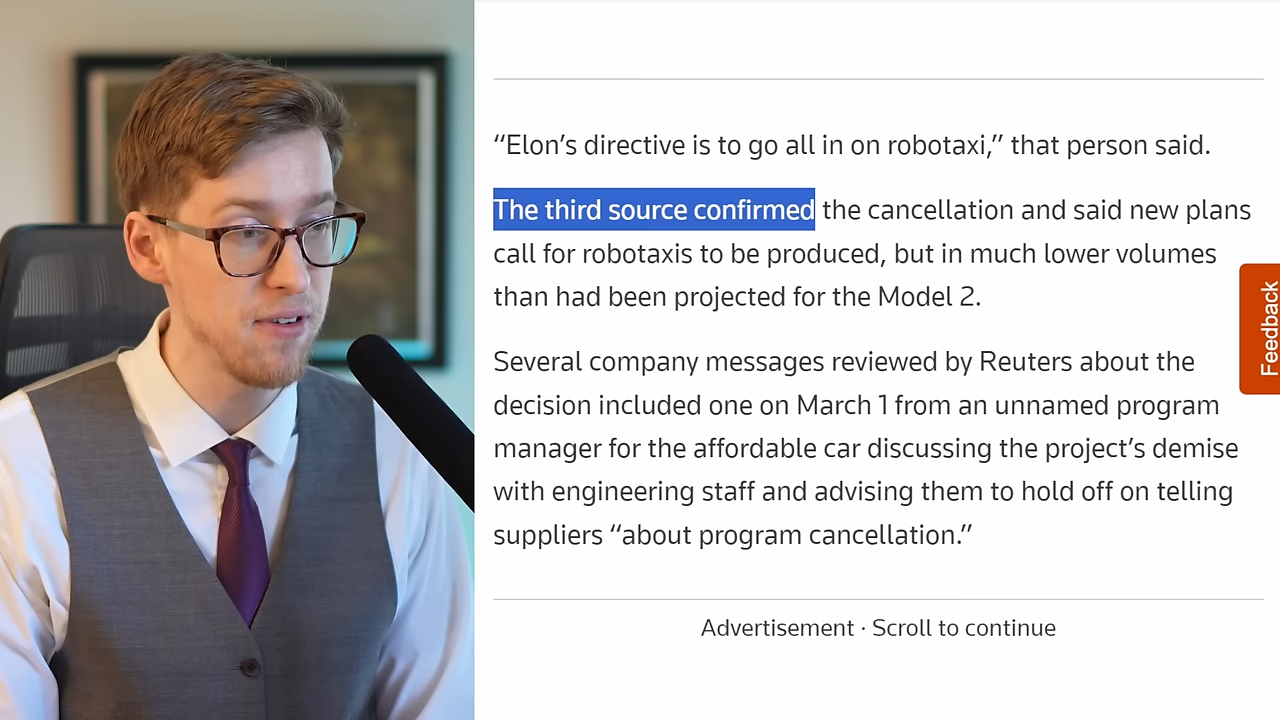 “Elon’s directive is to go all in on robotaxi,” that person said.
The third source confirmed the cancellation and said new plans
call for robotaxis to be produced, but in much lower volumes
than had been projected for the Model 2.
Several company messages reviewed by Reuters about the
decision included one on March 1 from an unnamed program
manager for the affordable car discussing the project’s demise
with engineering staff and advising them to hold off on telling
suppliers “about program cancellation.”
Advertisement · Scroll to continue
Feedback